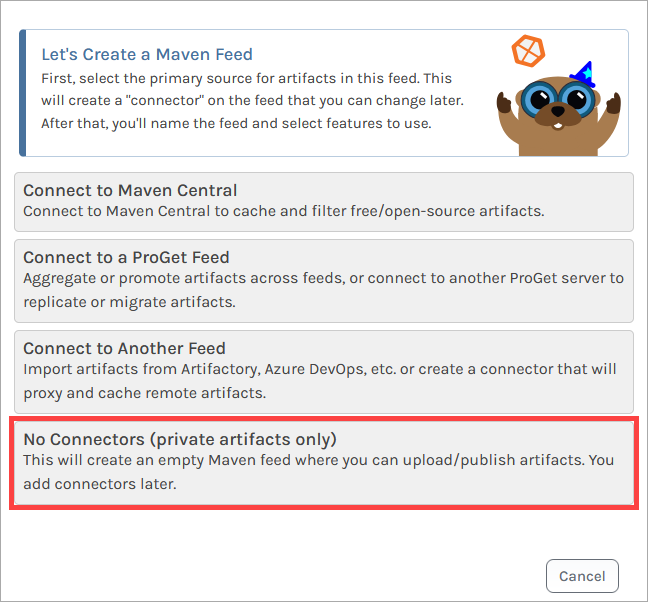 Let's Create a Maven Feed
First, select the primary source for artifacts in this feed. This
will create a "connector" on the feed that you can change later.
After that, you'll name the feed and select features to use.
Connect to Maven Central
Connect to Maven Central to cache and filter free/open-source artifacts.
Connect to a ProGet Feed
Aggregate or promote artifacts across feeds, or connect to another ProGet server to
replicate or migrate artifacts.
Connect to Another Feed
Import artifacts from Artifactory, Azure DevOps, etc. or create a connector that will
proxy and cache remote artifacts.
No Connectors (private artifacts only)
This will create an empty Maven feed where you can upload/publish artifacts. You
add connectors later.
Cancel